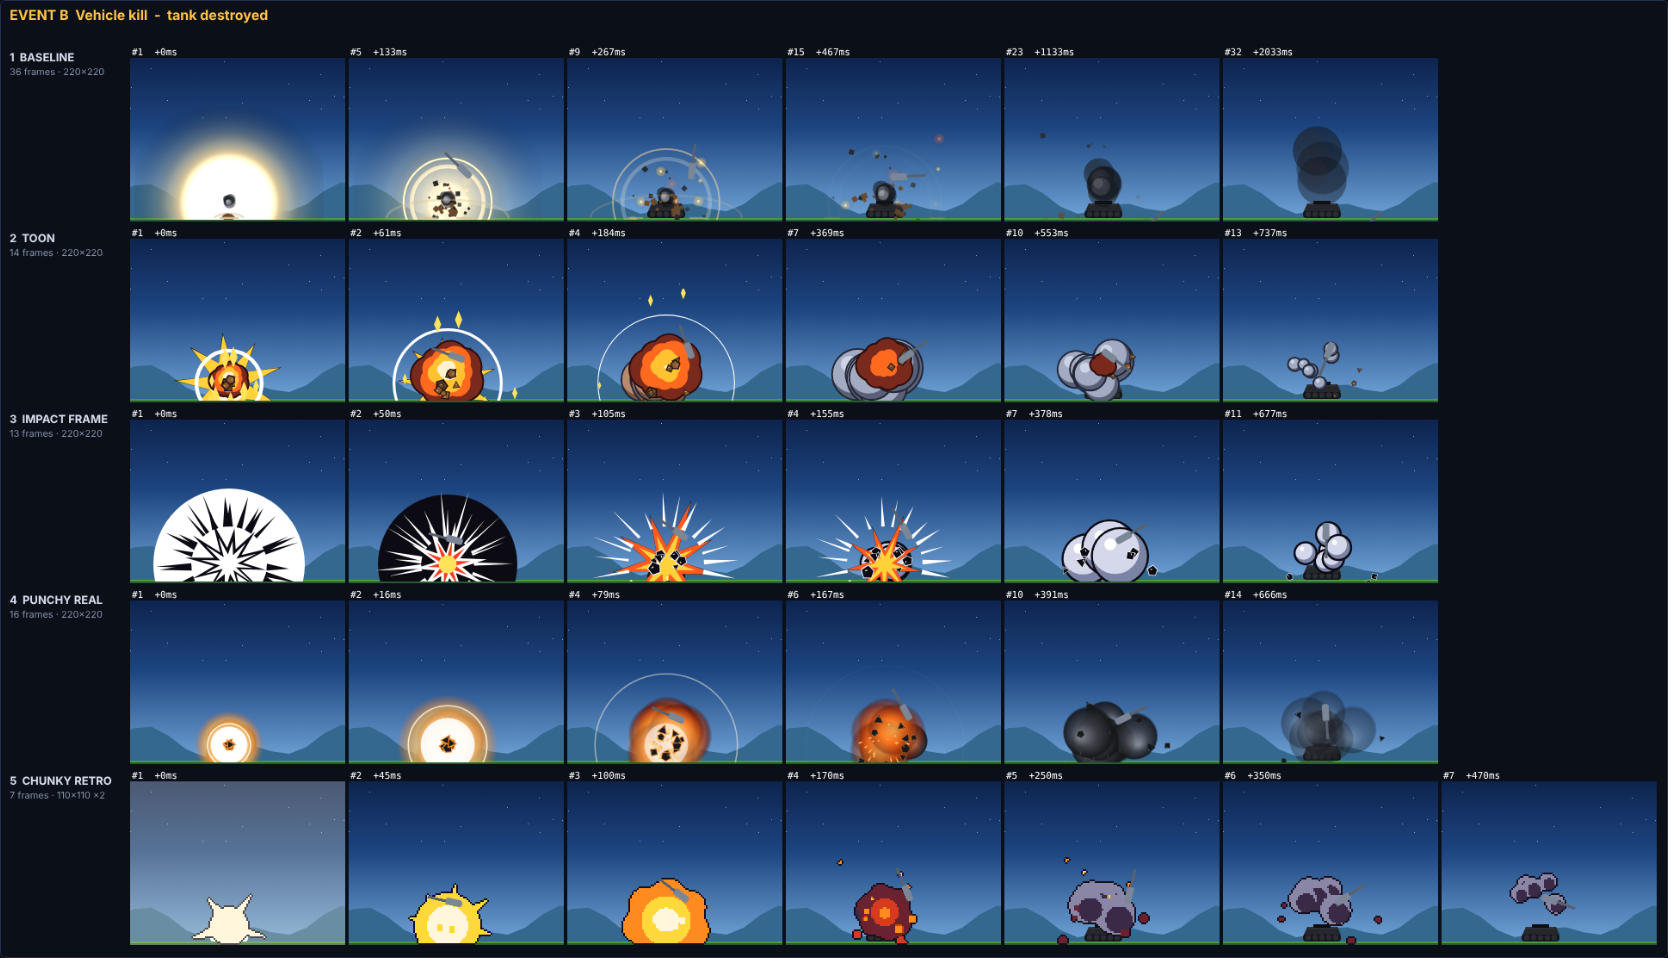 EVENT B  Vehicle kill  -  tank destroyed
#1  +0ms  #5  +133ms  #9  +267ms  #15  +467ms  #23  +1133ms  #32  +2033ms
1  BASELINE
36 frames · 220×220
#1  +0ms  #2  +61ms  #4  +184ms  #7  +369ms  #10  +553ms  #13  +737ms
2  TOON
14 frames · 220×220
#1  +0ms  #2  +50ms  #3  +105ms  #4  +155ms  #7  +378ms  #11  +677ms
3  IMPACT FRAME
13 frames · 220×220
#1  +0ms  #2  +16ms  #4  +79ms  #6  +167ms  #10  +391ms  #14  +666ms
4  PUNCHY REAL
16 frames · 220×220
#1  +0ms  #2  +45ms  #3  +100ms  #4  +170ms  #5  +250ms  #6  +350ms  #7  +470ms
5  CHUNKY RETRO
7 frames · 110×110 ×2